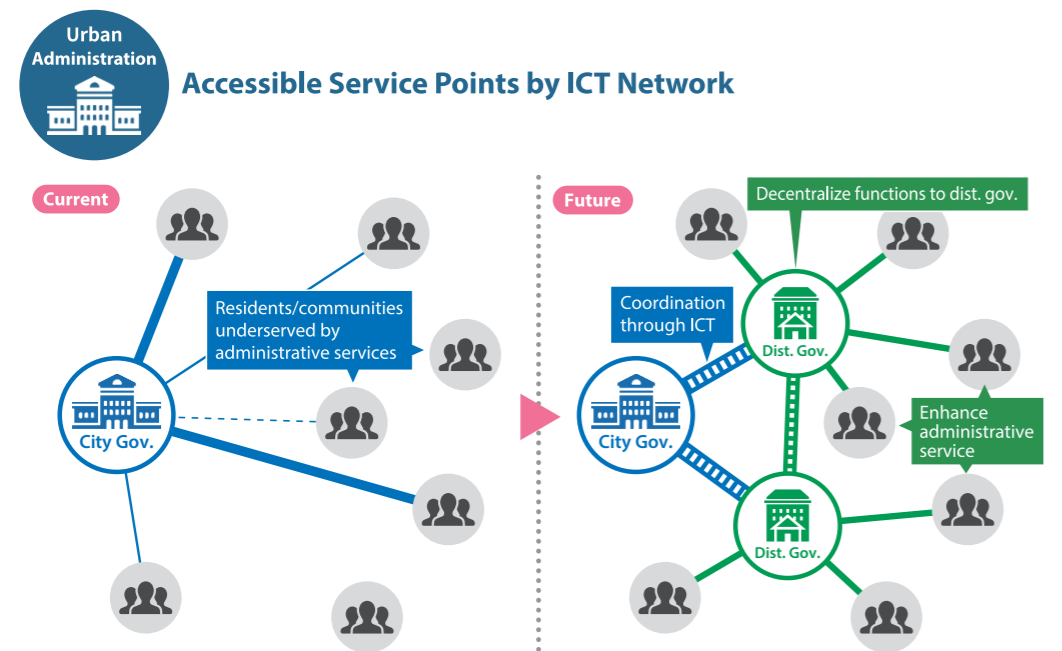 Urban
Administration
Accessible Service Points by ICT Network
Current
Residents/communities
underserved by
administrative services
City Gov.
Future
Decentralize functions to dist. gov.
Coordination
through ICT
Dist. Gov.
City Gov.
Enhance
administrative
service
Dist. Gov.